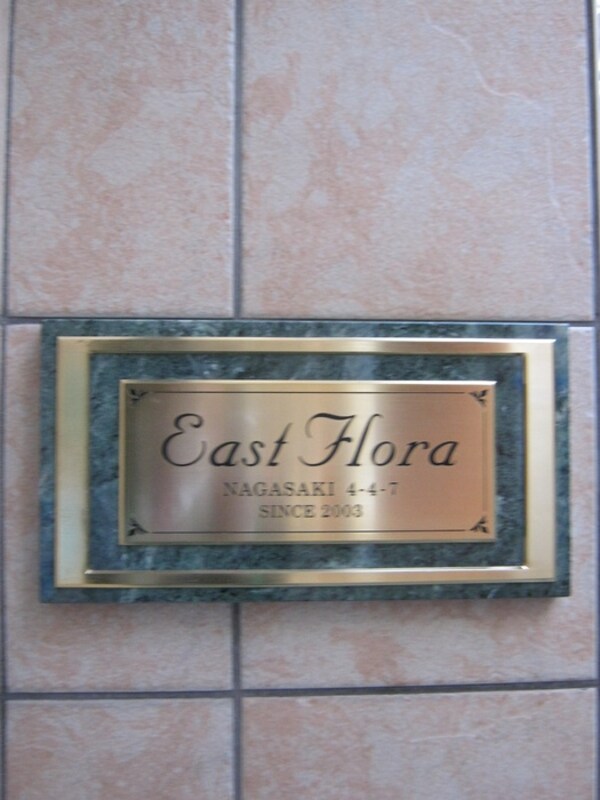 East Flora
NAGASAKI 4-4-7
SINCE 2003